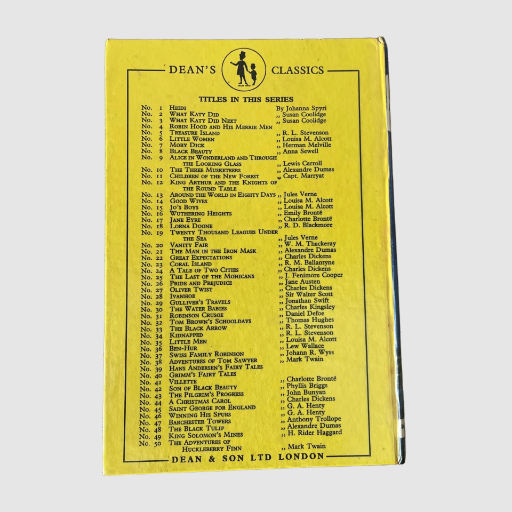 DEAN'S CLASSICS
TITLES IN THIS SERIES
No. 1 HEIDI By Johanna Spyri
No. 2 WHAT KATY DID ,, Susan Coolidge
No. 3 WHAT KATY DID NEXT ,, Susan Coolidge
No. 4 ROBIN HOOD AND HIS MERRIE MEN
No. 5 TREASURE ISLAND ,, R. L. Stevenson
No. 6 LITTLE WOMEN ,, Louisa M. Alcott
No. 7 MOBY DICK ,, Herman Melville
No. 8 BLACK BEAUTY ,, Anna Sewell
No. 9 ALICE IN WONDERLAND AND THROUGH
THE LOOKING GLASS ,, Lewis Carroll
No. 10 THE THREE MUSKETEERS ,, Alexandre Dumas
No. 11 CHILDREN OF THE NEW FOREST ,, Capt. Marryat
No. 12 KING ARTHUR AND THE KNIGHTS OF
THE ROUND TABLE
No. 13 AROUND THE WORLD IN EIGHTY DAYS ,, Jules Verne
No. 14 GOOD WIVES ,, Louisa M. Alcott
No. 15 JO'S BOYS ,, Louisa M. Alcott
No. 16 WUTHERING HEIGHTS ,, Emily Brontë
No. 17 JANE EYRE ,, Charlotte Brontë
No. 18 LORNA DOONE ,, R. D. Blackmore
No. 19 TWENTY THOUSAND LEAGUES UNDER
THE SEA ,, Jules Verne
No. 20 VANITY FAIR ,, W. M. Thackeray
No. 21 THE MAN IN THE IRON MASK ,, Alexandre Dumas
No. 22 GREAT EXPECTATIONS ,, Charles Dickens
No. 23 CORAL ISLAND ,, R. M. Ballantyne
No. 24 A TALE OF TWO CITIES ,, Charles Dickens
No. 25 THE LAST OF THE MOHICANS ,, J. Fenimore Cooper
No. 26 PRIDE AND PREJUDICE ,, Jane Austen
No. 27 OLIVER TWIST ,, Charles Dickens
No. 28 IVANHOE ,, Sir Walter Scott
No. 29 GULLIVER'S TRAVELS ,, Jonathan Swift
No. 30 THE WATER BABIES ,, Charles Kingsley
No. 31 ROBINSON CRUSOE ,, Daniel Defoe
No. 32 TOM BROWN'S SCHOOLDAYS ,, Thomas Hughes
No. 33 THE BLACK ARROW ,, R. L. Stevenson
No. 34 KIDNAPPED ,, R. L. Stevenson
No. 35 LITTLE MEN ,, Louisa M. Alcott
No. 36 BEN-HUR ,, Lew Wallace
No. 37 SWISS FAMILY ROBINSON ,, Johann R. Wyss
No. 38 ADVENTURES OF TOM SAWYER ,, Mark Twain
No. 39 HANS ANDERSEN'S FAIRY TALES
No. 40 GRIMM'S FAIRY TALES
No. 41 VILLETTE ,, Charlotte Brontë
No. 42 SON OF BLACK BEAUTY ,, Phyllis Briggs
No. 43 THE PILGRIM'S PROGRESS ,, John Bunyan
No. 44 A CHRISTMAS CAROL ,, Charles Dickens
No. 45 SAINT GEORGE FOR ENGLAND ,, G. A. Henty
No. 46 WINNING HIS SPURS ,, G. A. Henty
No. 47 BARCHESTER TOWERS ,, Anthony Trollope
No. 48 THE BLACK TULIP ,, Alexandre Dumas
No. 49 KING SOLOMON'S MINES ,, H. Rider Haggard
No. 50 THE ADVENTURES OF
HUCKLEBERRY FINN ,, Mark Twain
DEAN & SON LTD LONDON